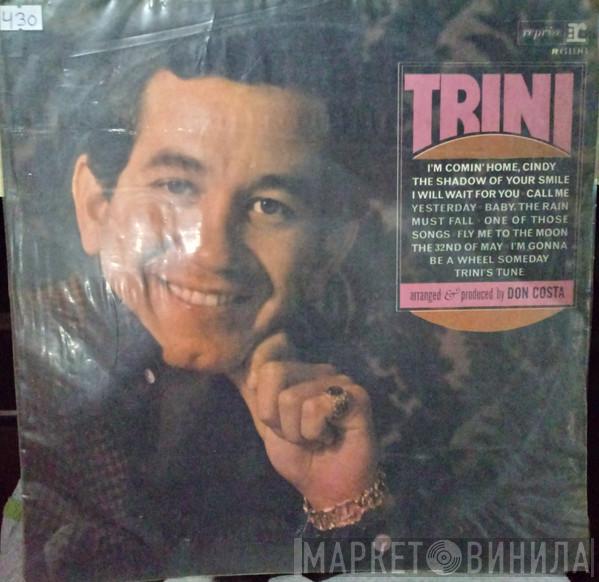 430
reprise
TRINI
I'M COMIN' HOME, CINDY
THE SHADOW OF YOUR SMILE
I WILL WAIT FOR YOU · CALL ME
YESTERDAY · BABY, THE RAIN
MUST FALL · ONE OF THOSE
SONGS · FLY ME TO THE MOON
THE 32ND OF MAY · I'M GONNA
BE A WHEEL SOMEDAY
TRINI'S TUNE
arranged & produced by DON COSTA
МАРКЕТ ВИНИЛА